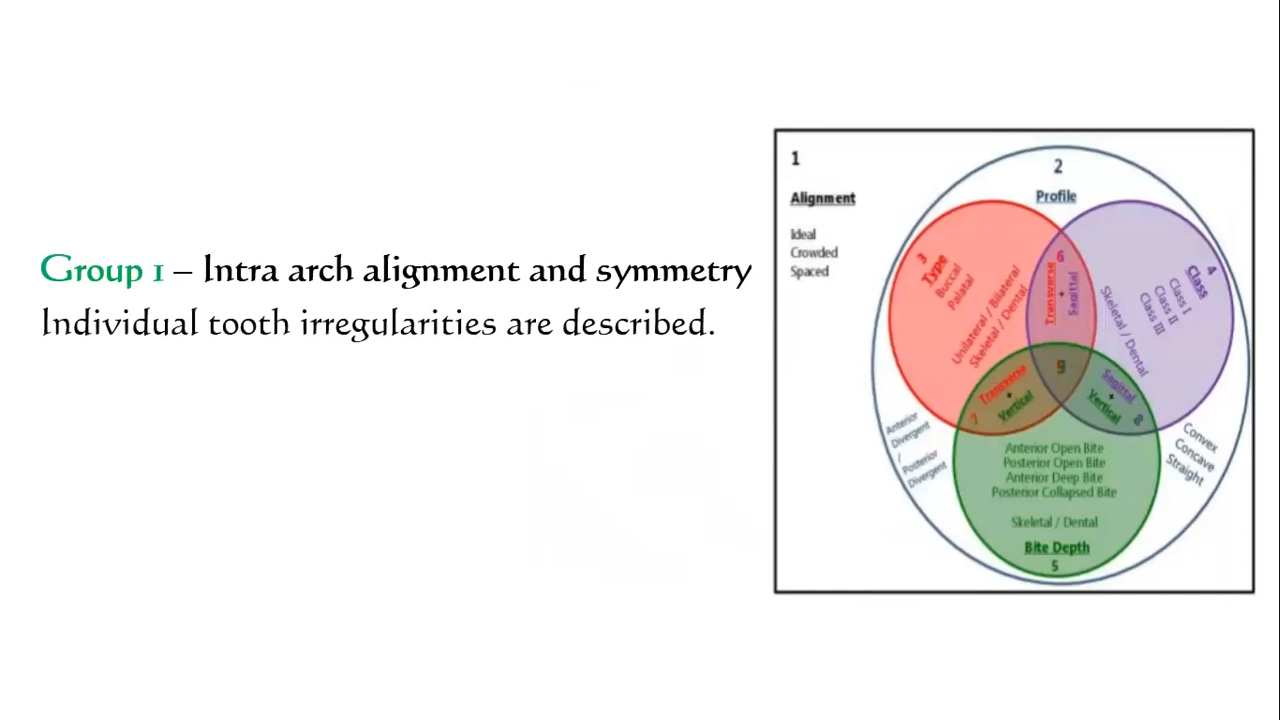 Group 1 – Intra arch alignment and symmetry
Individual tooth irregularities are described.
1
Alignment
Ideal
Crowded
Spaced
2
Profile
3
Type
Buccal
Palatal
Unilateral / Bilateral
Skeletal / Dental
6
Transverse
+
Sagittal
4
Class
Class I
Class II
Class III
Skeletal / Dental
9
Transverse
+
Vertical
7
Sagittal
+
Vertical
8
Anterior
Divergent
/
Posterior
Divergent
Convex
Concave
Straight
Anterior Open Bite
Posterior Open Bite
Anterior Deep Bite
Posterior Collapsed Bite
Skeletal / Dental
Bite Depth
5